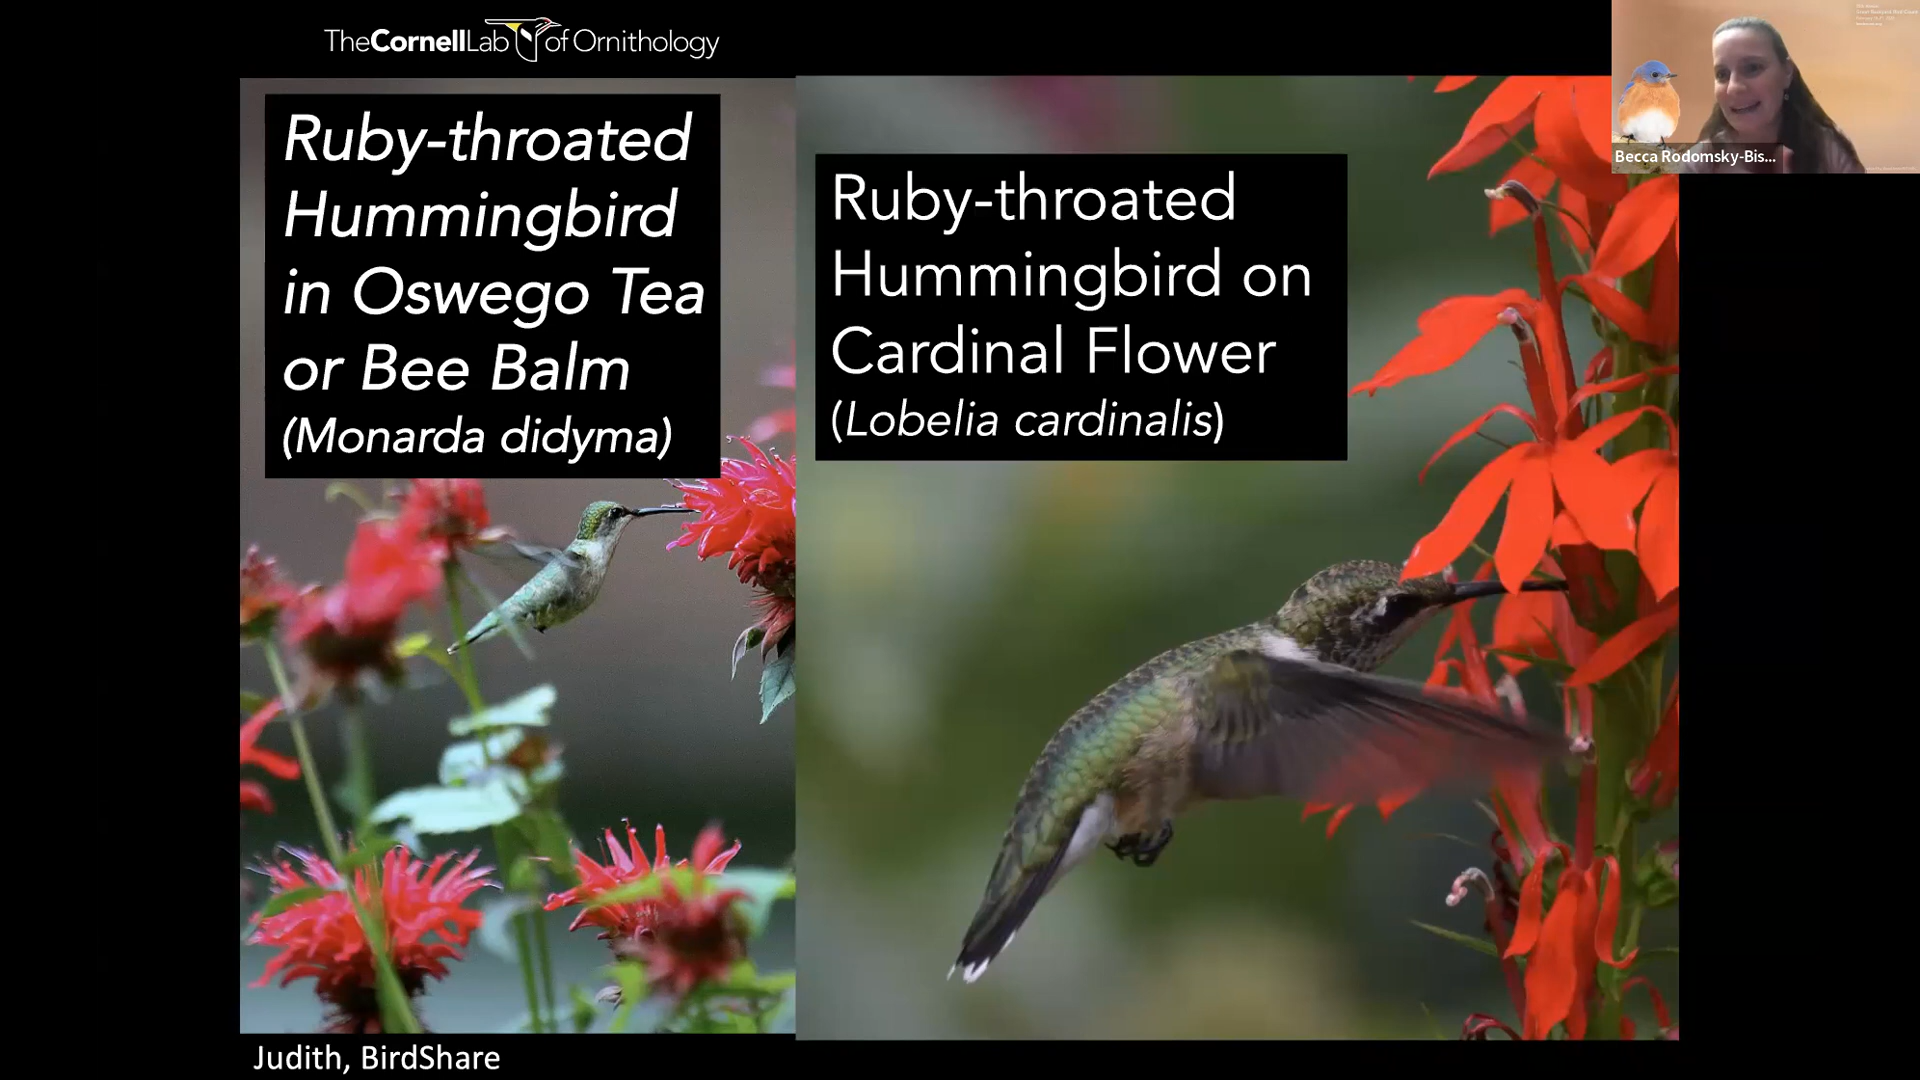 TheCornellLab of Ornithology
Ruby-throated
Hummingbird
in Oswego Tea
or Bee Balm
(Monarda didyma)
Ruby-throated
Hummingbird on
Cardinal Flower
(Lobelia cardinalis)
Becca Rodomsky-Bis...
Judith, BirdShare